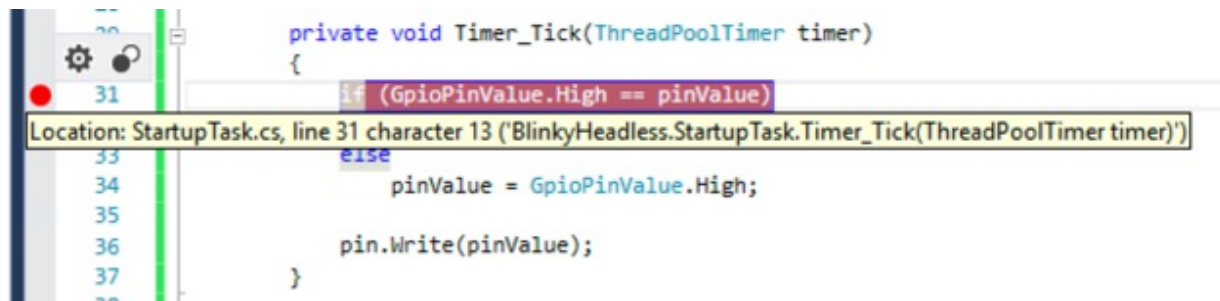 private void Timer_Tick(ThreadPoolTimer timer)
{
31 if (GpioPinValue.High == pinValue)
Location: StartupTask.cs, line 31 character 13 ('BlinkyHeadless.StartupTask.Timer_Tick(ThreadPoolTimer timer)')
33 else
34 pinValue = GpioPinValue.High;
35
36 pin.Write(pinValue);
37 }